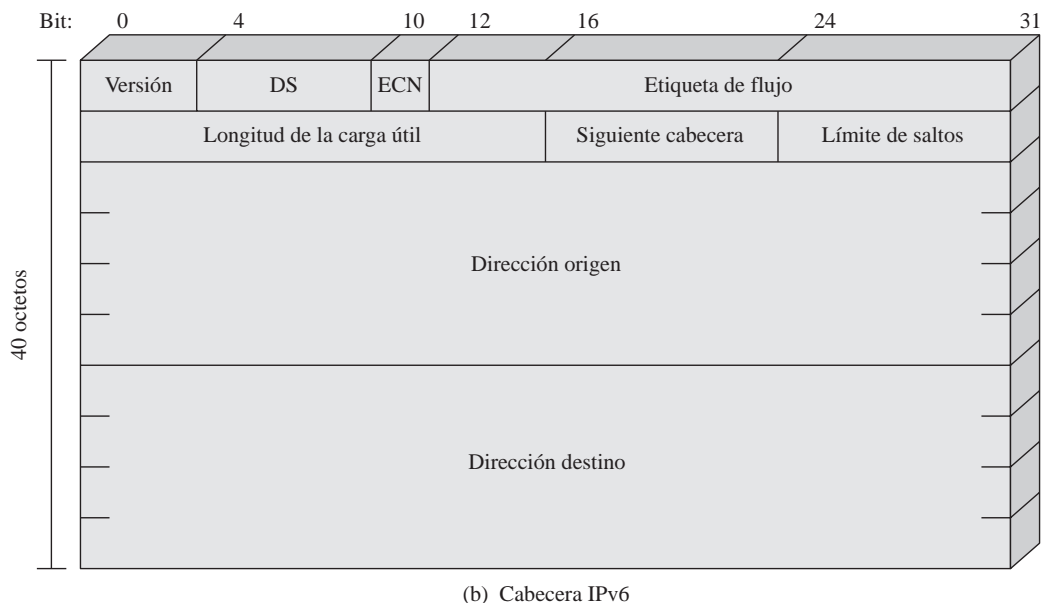 Bit: 0 4 10 12 16 24 31
Versión DS ECN Etiqueta de flujo
Longitud de la carga útil Siguiente cabecera Límite de saltos
Dirección origen
40 octetos
Dirección destino
(b) Cabecera IPv6